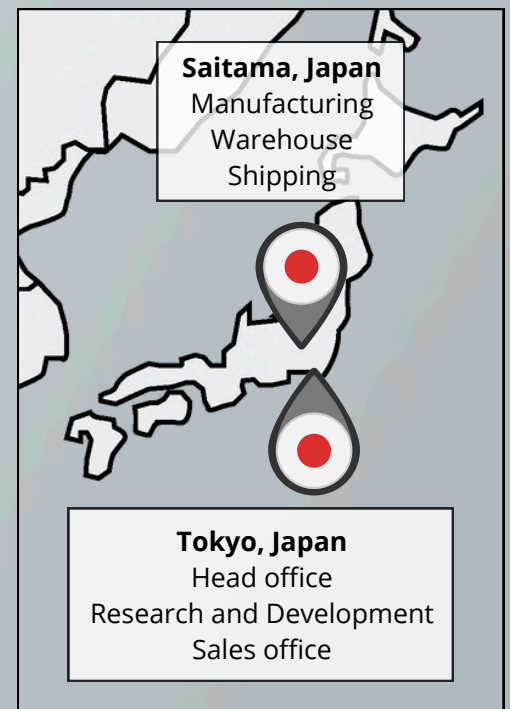 Saitama, Japan
Manufacturing
Warehouse
Shipping
Tokyo, Japan
Head office
Research and Development
Sales office